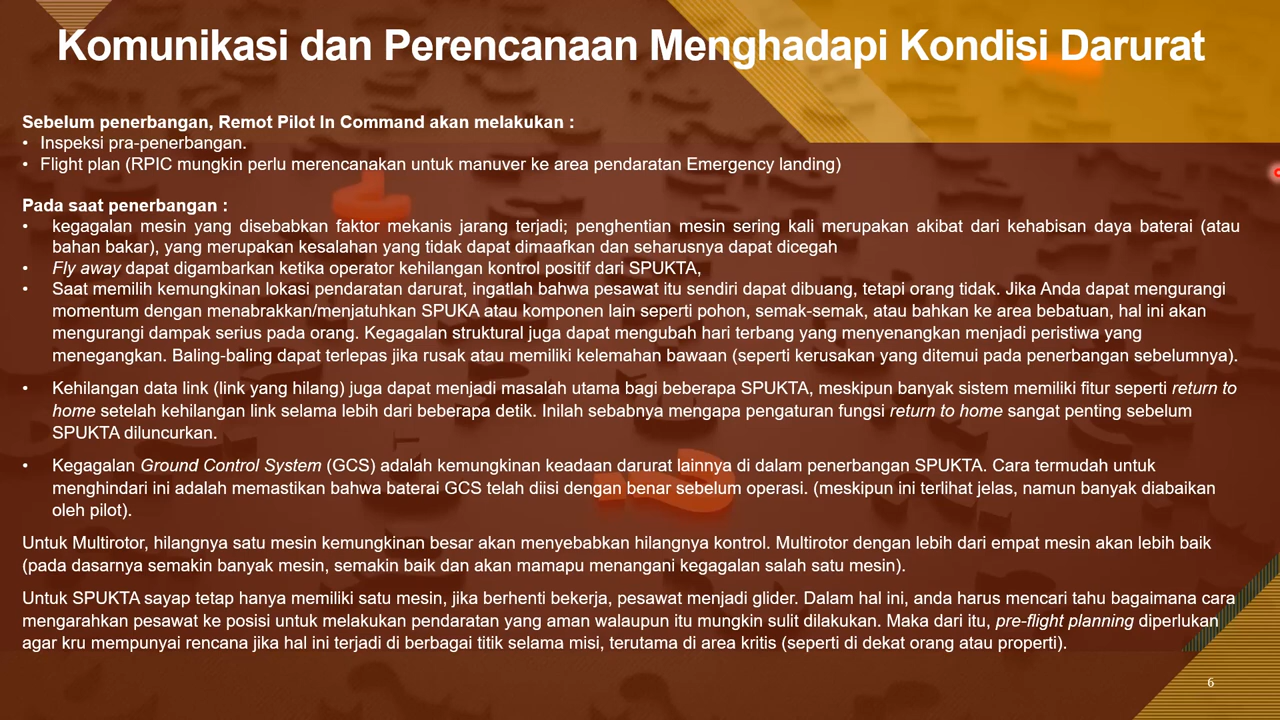 Komunikasi dan Perencanaan Menghadapi Kondisi Darurat
Sebelum penerbangan, Remot Pilot In Command akan melakukan :
• Inspeksi pra-penerbangan.
• Flight plan (RPIC mungkin perlu merencanakan untuk manuver ke area pendaratan Emergency landing)
Pada saat penerbangan :
• kegagalan mesin yang disebabkan faktor mekanis jarang terjadi; penghentian mesin sering kali merupakan akibat dari kehabisan daya baterai (atau
bahan bakar), yang merupakan kesalahan yang tidak dapat dimaafkan dan seharusnya dapat dicegah
• Fly away dapat digambarkan ketika operator kehilangan kontrol positif dari SPUKTA,
• Saat memilih kemungkinan lokasi pendaratan darurat, ingatlah bahwa pesawat itu sendiri dapat dibuang, tetapi orang tidak. Jika Anda dapat mengurangi
momentum dengan menabrakkan/menjatuhkan SPUKA atau komponen lain seperti pohon, semak-semak, atau bahkan ke area bebatuan, hal ini akan
mengurangi dampak serius pada orang. Kegagalan struktural juga dapat mengubah hari terbang yang menyenangkan menjadi peristiwa yang
menegangkan. Baling-baling dapat terlepas jika rusak atau memiliki kelemahan bawaan (seperti kerusakan yang ditemui pada penerbangan sebelumnya).
• Kehilangan data link (link yang hilang) juga dapat menjadi masalah utama bagi beberapa SPUKTA, meskipun banyak sistem memiliki fitur seperti return to
home setelah kehilangan link selama lebih dari beberapa detik. Inilah sebabnya mengapa pengaturan fungsi return to home sangat penting sebelum
SPUKTA diluncurkan.
• Kegagalan Ground Control System (GCS) adalah kemungkinan keadaan darurat lainnya di dalam penerbangan SPUKTA. Cara termudah untuk
menghindari ini adalah memastikan bahwa baterai GCS telah diisi dengan benar sebelum operasi. (meskipun ini terlihat jelas, namun banyak diabaikan
oleh pilot).
Untuk Multirotor, hilangnya satu mesin kemungkinan besar akan menyebabkan hilangnya kontrol. Multirotor dengan lebih dari empat mesin akan lebih baik
(pada dasarnya semakin banyak mesin, semakin baik dan akan mamapu menangani kegagalan salah satu mesin).
Untuk SPUKTA sayap tetap hanya memiliki satu mesin, jika berhenti bekerja, pesawat menjadi glider. Dalam hal ini, anda harus mencari tahu bagaimana cara
mengarahkan pesawat ke posisi untuk melakukan pendaratan yang aman walaupun itu mungkin sulit dilakukan. Maka dari itu, pre-flight planning diperlukan
agar kru mempunyai rencana jika hal ini terjadi di berbagai titik selama misi, terutama di area kritis (seperti di dekat orang atau properti).
6